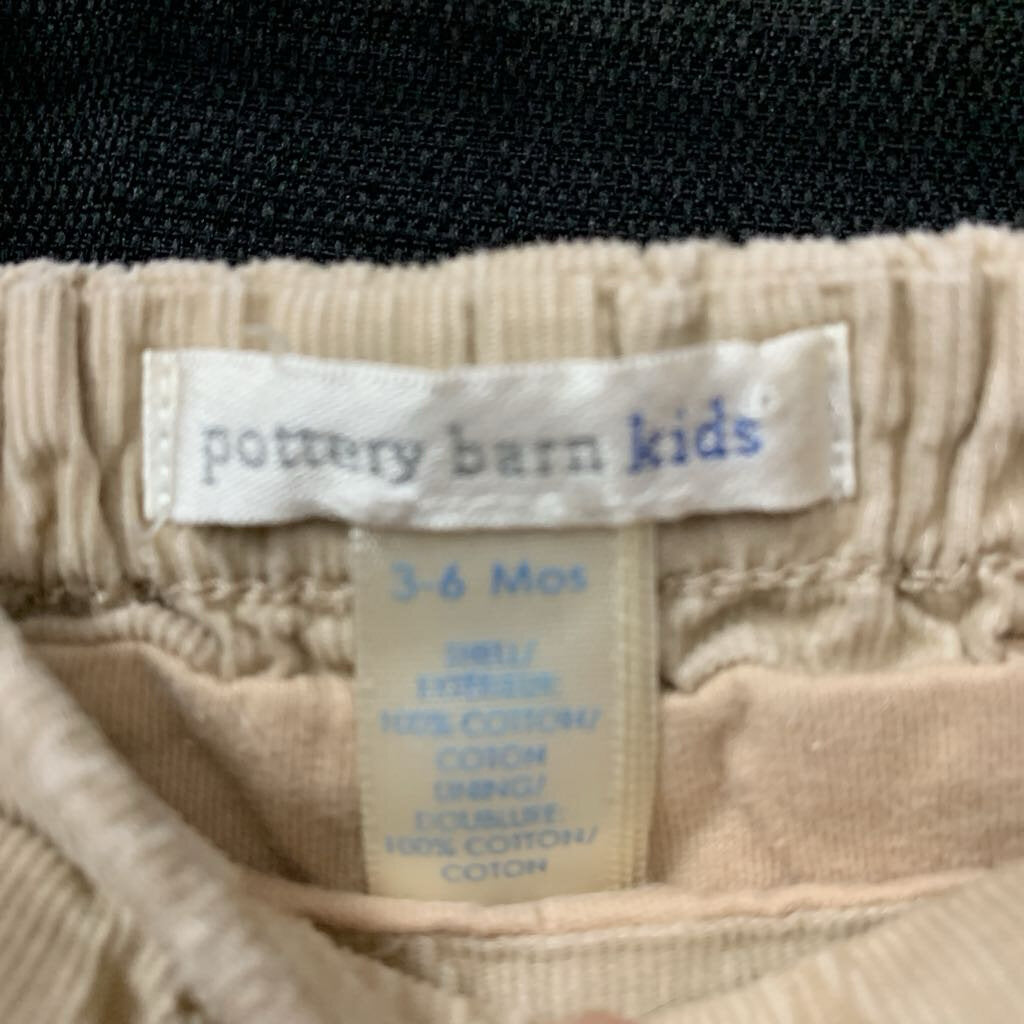 pottery barn kids
3-6 Mos
SHELL/
EXTERIEUR:
100% COTTON/
COTON
LINING/
DOUBLURE:
100% COTTON/
COTON